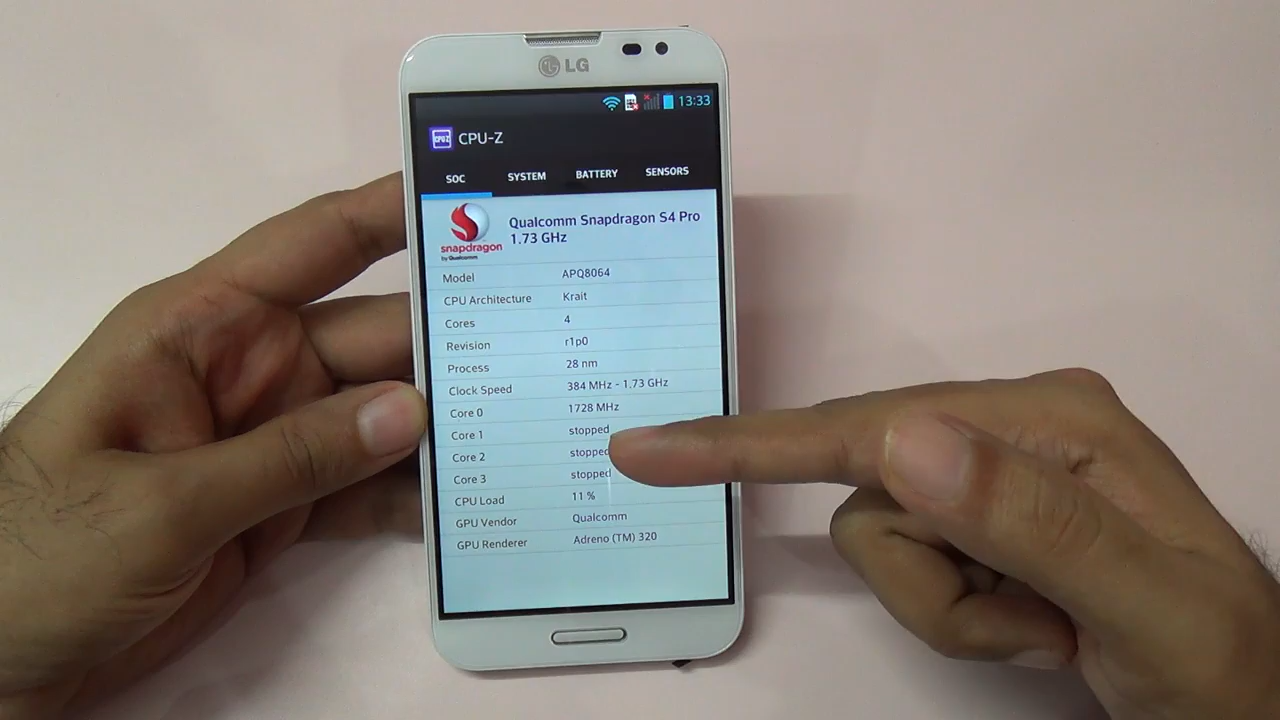 LG
13:33
CPU-Z
SOC SYSTEM BATTERY SENSORS
Qualcomm Snapdragon S4 Pro
1.73 GHz
snapdragon
by Qualcomm
Model APQ8064
CPU Architecture Krait
Cores 4
Revision r1p0
Process 28 nm
Clock Speed 384 MHz - 1.73 GHz
Core 0 1728 MHz
Core 1 stopped
Core 2 stopped
Core 3 stopped
CPU Load 11 %
GPU Vendor Qualcomm
GPU Renderer Adreno (TM) 320